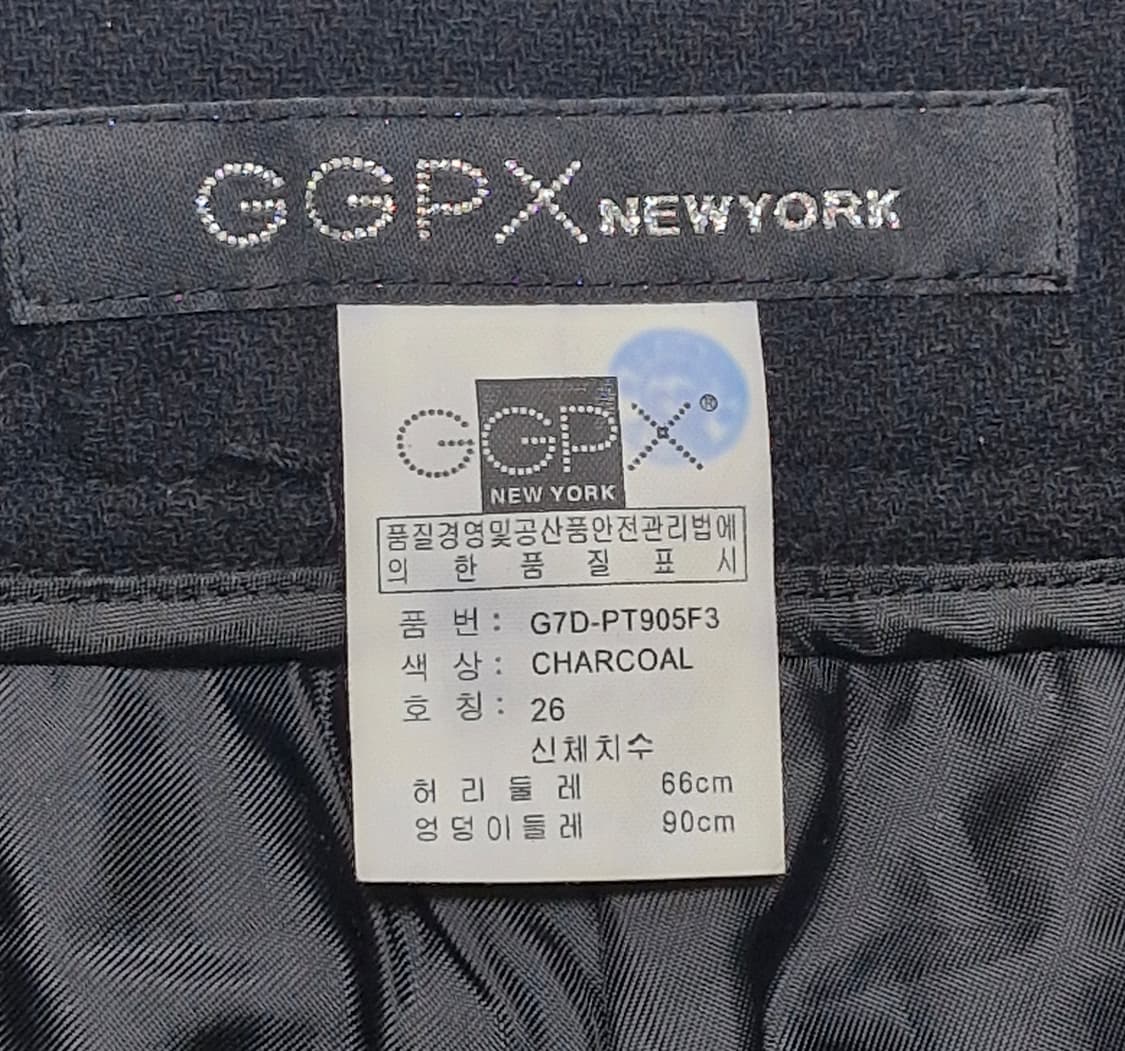 GGPX NEWYORK
GGPX®
NEW YORK
품질경영및공산품안전관리법에
의 한 품 질 표 시
품 번 : G7D-PT905F3
색 상 : CHARCOAL
호 칭 : 26
신체치수
허 리 둘 레 66cm
엉덩이둘레 90cm